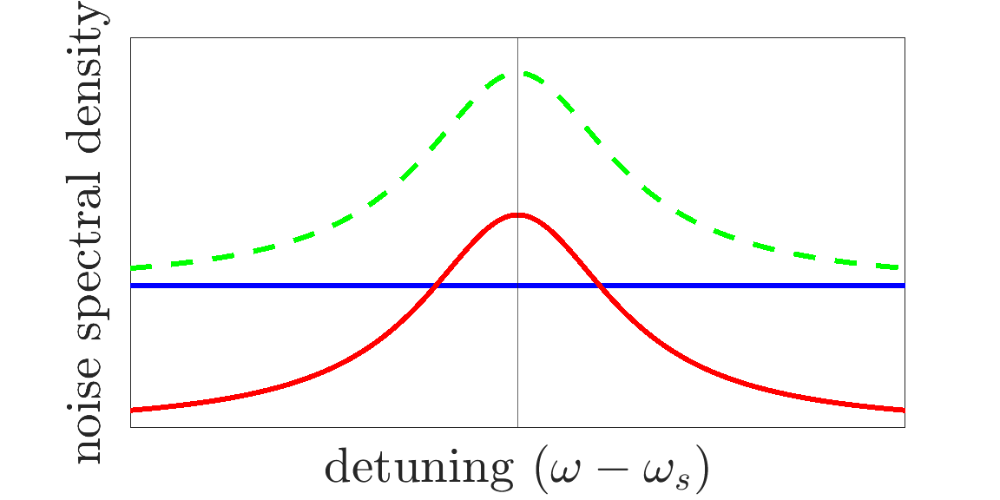 noise spectral density
detuning (ω − ωₛ)